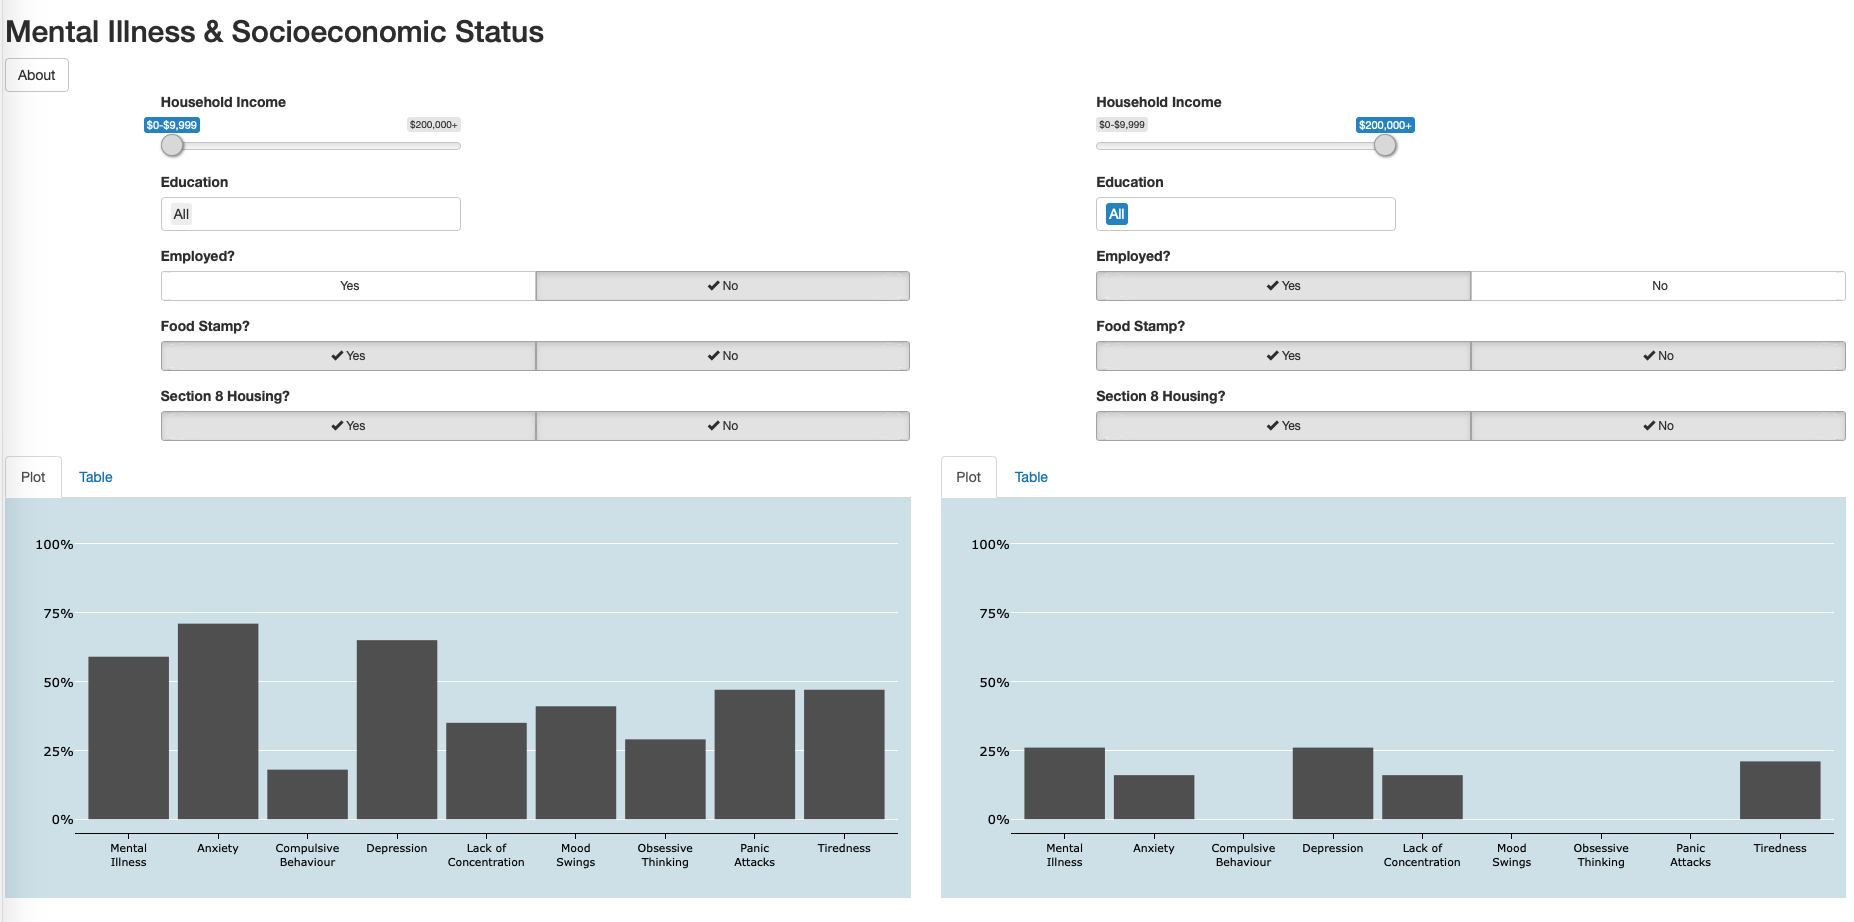 Mental Illness & Socioeconomic Status
About
Household Income
$0-$9,999 $200,000+
Education
All
Employed?
Yes No
Food Stamp?
Yes No
Section 8 Housing?
Yes No
Plot Table
100%
75%
50%
25%
0%
Mental Illness
Anxiety
Compulsive Behaviour
Depression
Lack of Concentration
Mood Swings
Obsessive Thinking
Panic Attacks
Tiredness
Household Income
$0-$9,999 $200,000+
Education
All
Employed?
Yes No
Food Stamp?
Yes No
Section 8 Housing?
Yes No
Plot Table
100%
75%
50%
25%
0%
Mental Illness
Anxiety
Compulsive Behaviour
Depression
Lack of Concentration
Mood Swings
Obsessive Thinking
Panic Attacks
Tiredness